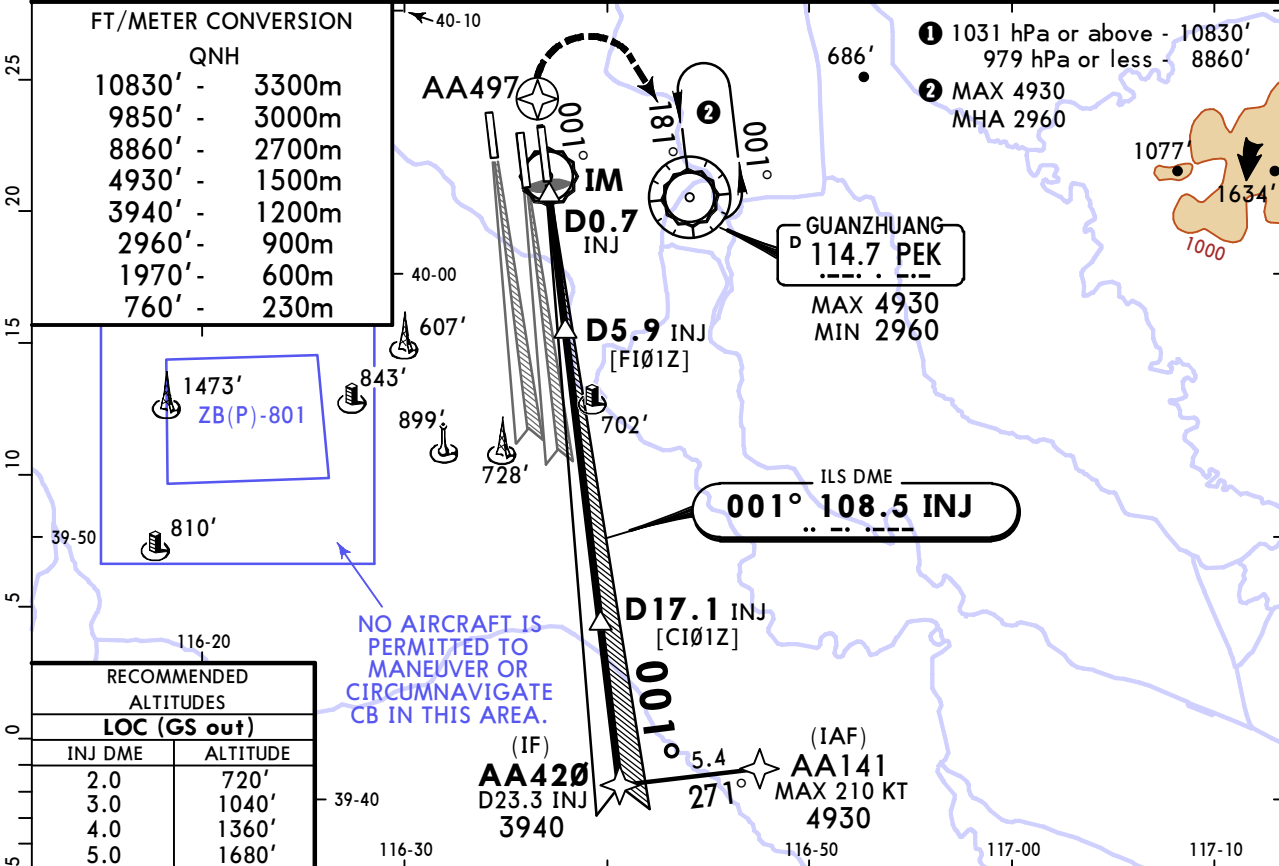 FT/METER CONVERSION
QNH
10830' - 3300m
9850' - 3000m
8860' - 2700m
4930' - 1500m
3940' - 1200m
2960' - 900m
1970' - 600m
760' - 230m
40-10
❶ 1031 hPa or above - 10830'
979 hPa or less - 8860'
❷ MAX 4930
MHA 2960
686'
1077'
1634'
1000
AA497
001°
181°
❷
001°
IM
D0.7
INJ
GUANZHUANG
D 114.7 PEK
MAX 4930
MIN 2960
40-00
D5.9 INJ
[FIØ1Z]
607'
1473'
843'
ZB(P)-801
899'
702'
728'
ILS DME
001° 108.5 INJ
39-50
810'
D17.1 INJ
[CIØ1Z]
NO AIRCRAFT IS
PERMITTED TO
MANEUVER OR
CIRCUMNAVIGATE
CB IN THIS AREA.
116-20
001°
RECOMMENDED
ALTITUDES
LOC (GS out)
INJ DME ALTITUDE
2.0 720'
3.0 1040'
4.0 1360'
5.0 1680'
(IF)
AA42Ø
D23.3 INJ
3940
5.4
271°
(IAF)
AA141
MAX 210 KT
4930
39-40
116-30
116-50
117-00
117-10
25
20
15
10
5
0
5